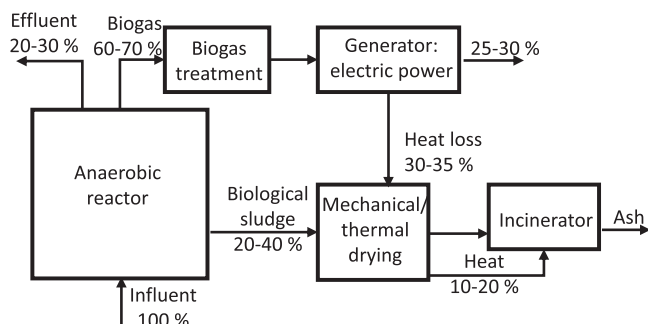 Effluent
20-30 %
Biogas
60-70 %
Biogas
treatment
Generator:
electric power
25-30 %
Anaerobic
reactor
Heat loss
30-35 %
Biological
sludge
20-40 %
Mechanical/
thermal
drying
Incinerator
Ash
Heat
10-20 %
Influent
100 %